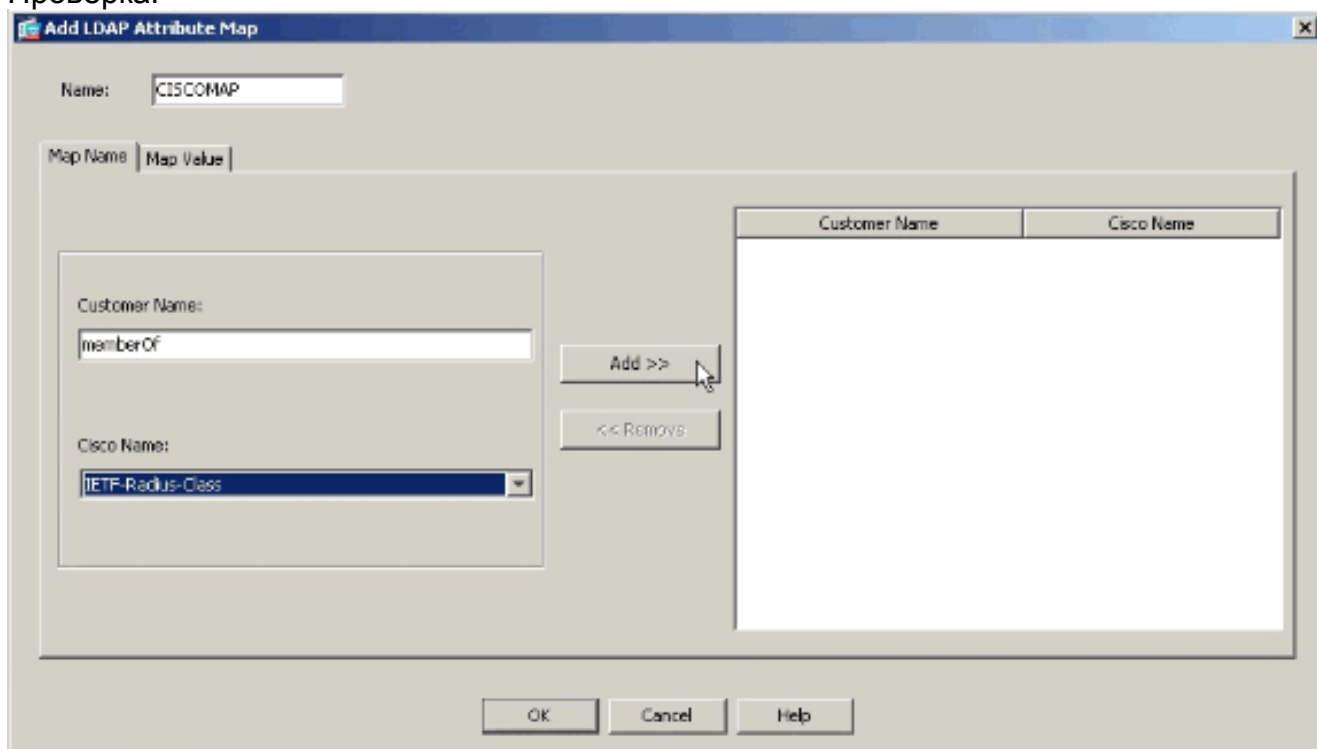 Проверка.
Add LDAP Attribute Map
Name: CISCOMAP
Map Name Map Value
Customer Name Cisco Name
Customer Name:
memberOf
Add >>
<< Remove
Cisco Name:
IETF-Radius-Class
OK Cancel Help